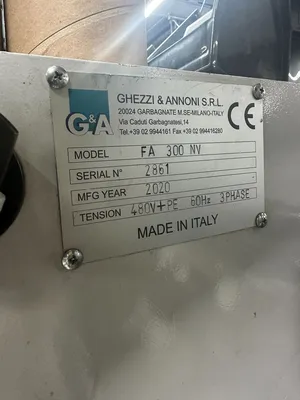 G&A
GHEZZI & ANNONI S.R.L.
20024 GARBAGNATE M.SE-MILANO-ITALY
Via Caduti Garbagnatesi,14
Tel.+39 02 9944161 Fax +39 02 994416280
CE
MODEL FA 300 NV
SERIAL N° 2861
MFG YEAR 2020
TENSION 480V+PE 60Hz 3PHASE
MADE IN ITALY